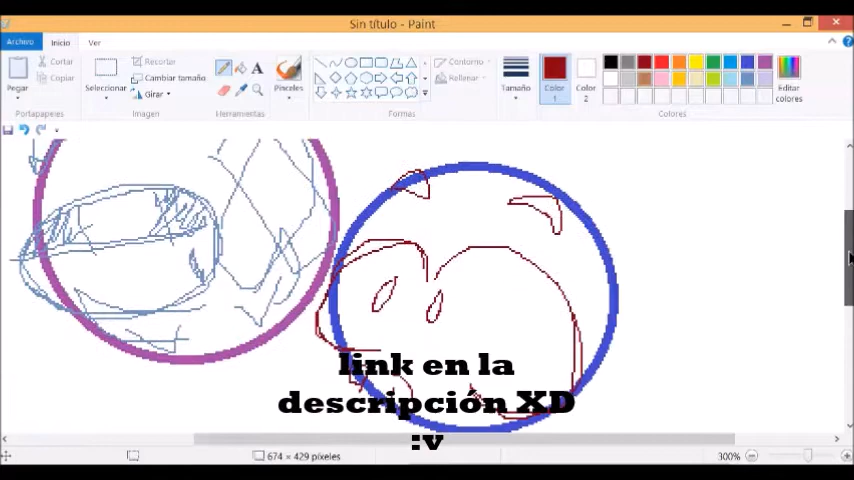 Sin título - Paint
Archivo Inicio Ver
Pegar Cortar Copiar
Portapapeles
Seleccionar Recortar Cambiar tamaño Girar
Imagen
A
Herramientas
Pinceles
Contorno
Rellenar
Formas
Tamaño
Color 1
Color 2
Editar colores
Colores
link en la
descripción XD
:v
674 × 429 píxeles
300%